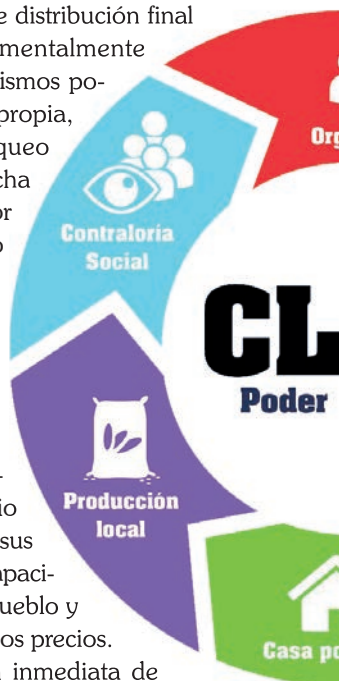 e distribución final
mentalmente
ismos po-
propia,
queo
cha
or
o
-
io
sus
apaci-
ueblo y
os precios.
inmediata de
Contraloría
Social
Producción
local
Org
CL
Poder
Casa po